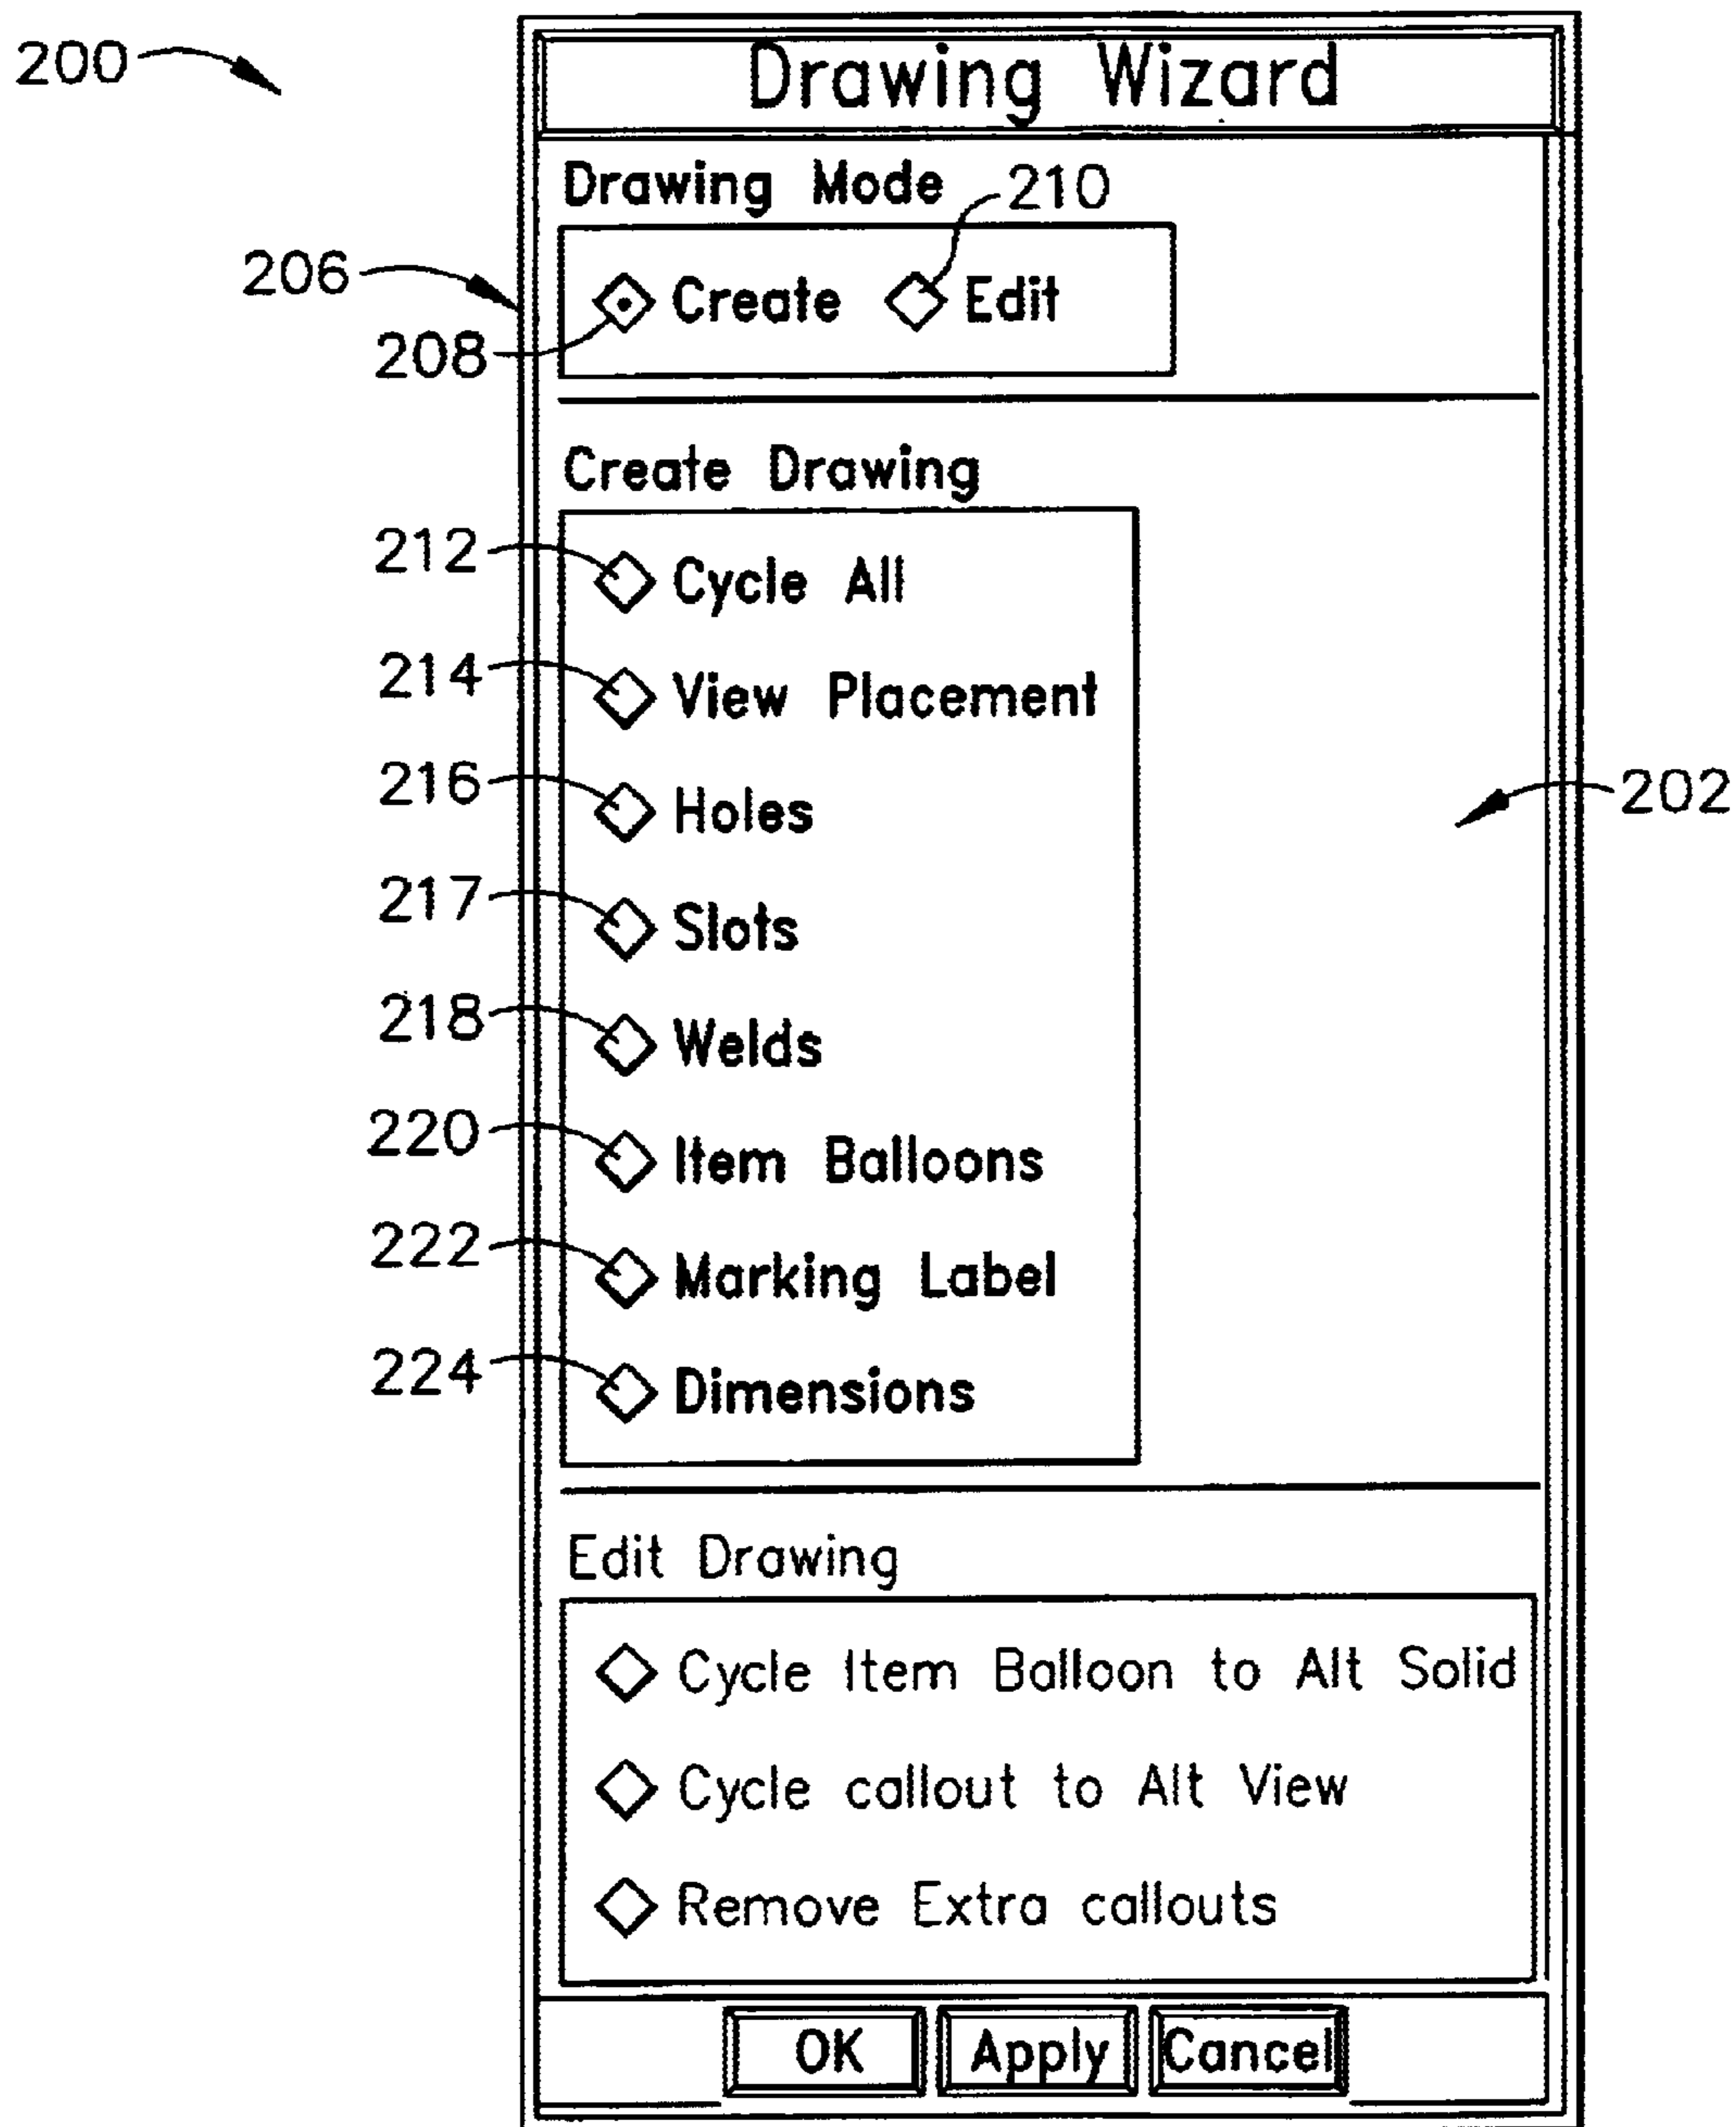 200
Drawing Wizard
Drawing Mode
210
206
208
Create
Edit
Create Drawing
212
Cycle All
214
View Placement
216
Holes
202
217
Slots
218
Welds
220
Item Balloons
222
Marking Label
224
Dimensions
Edit Drawing
Cycle Item Balloon to Alt Solid
Cycle callout to Alt View
Remove Extra callouts
OK
Apply
Cancel